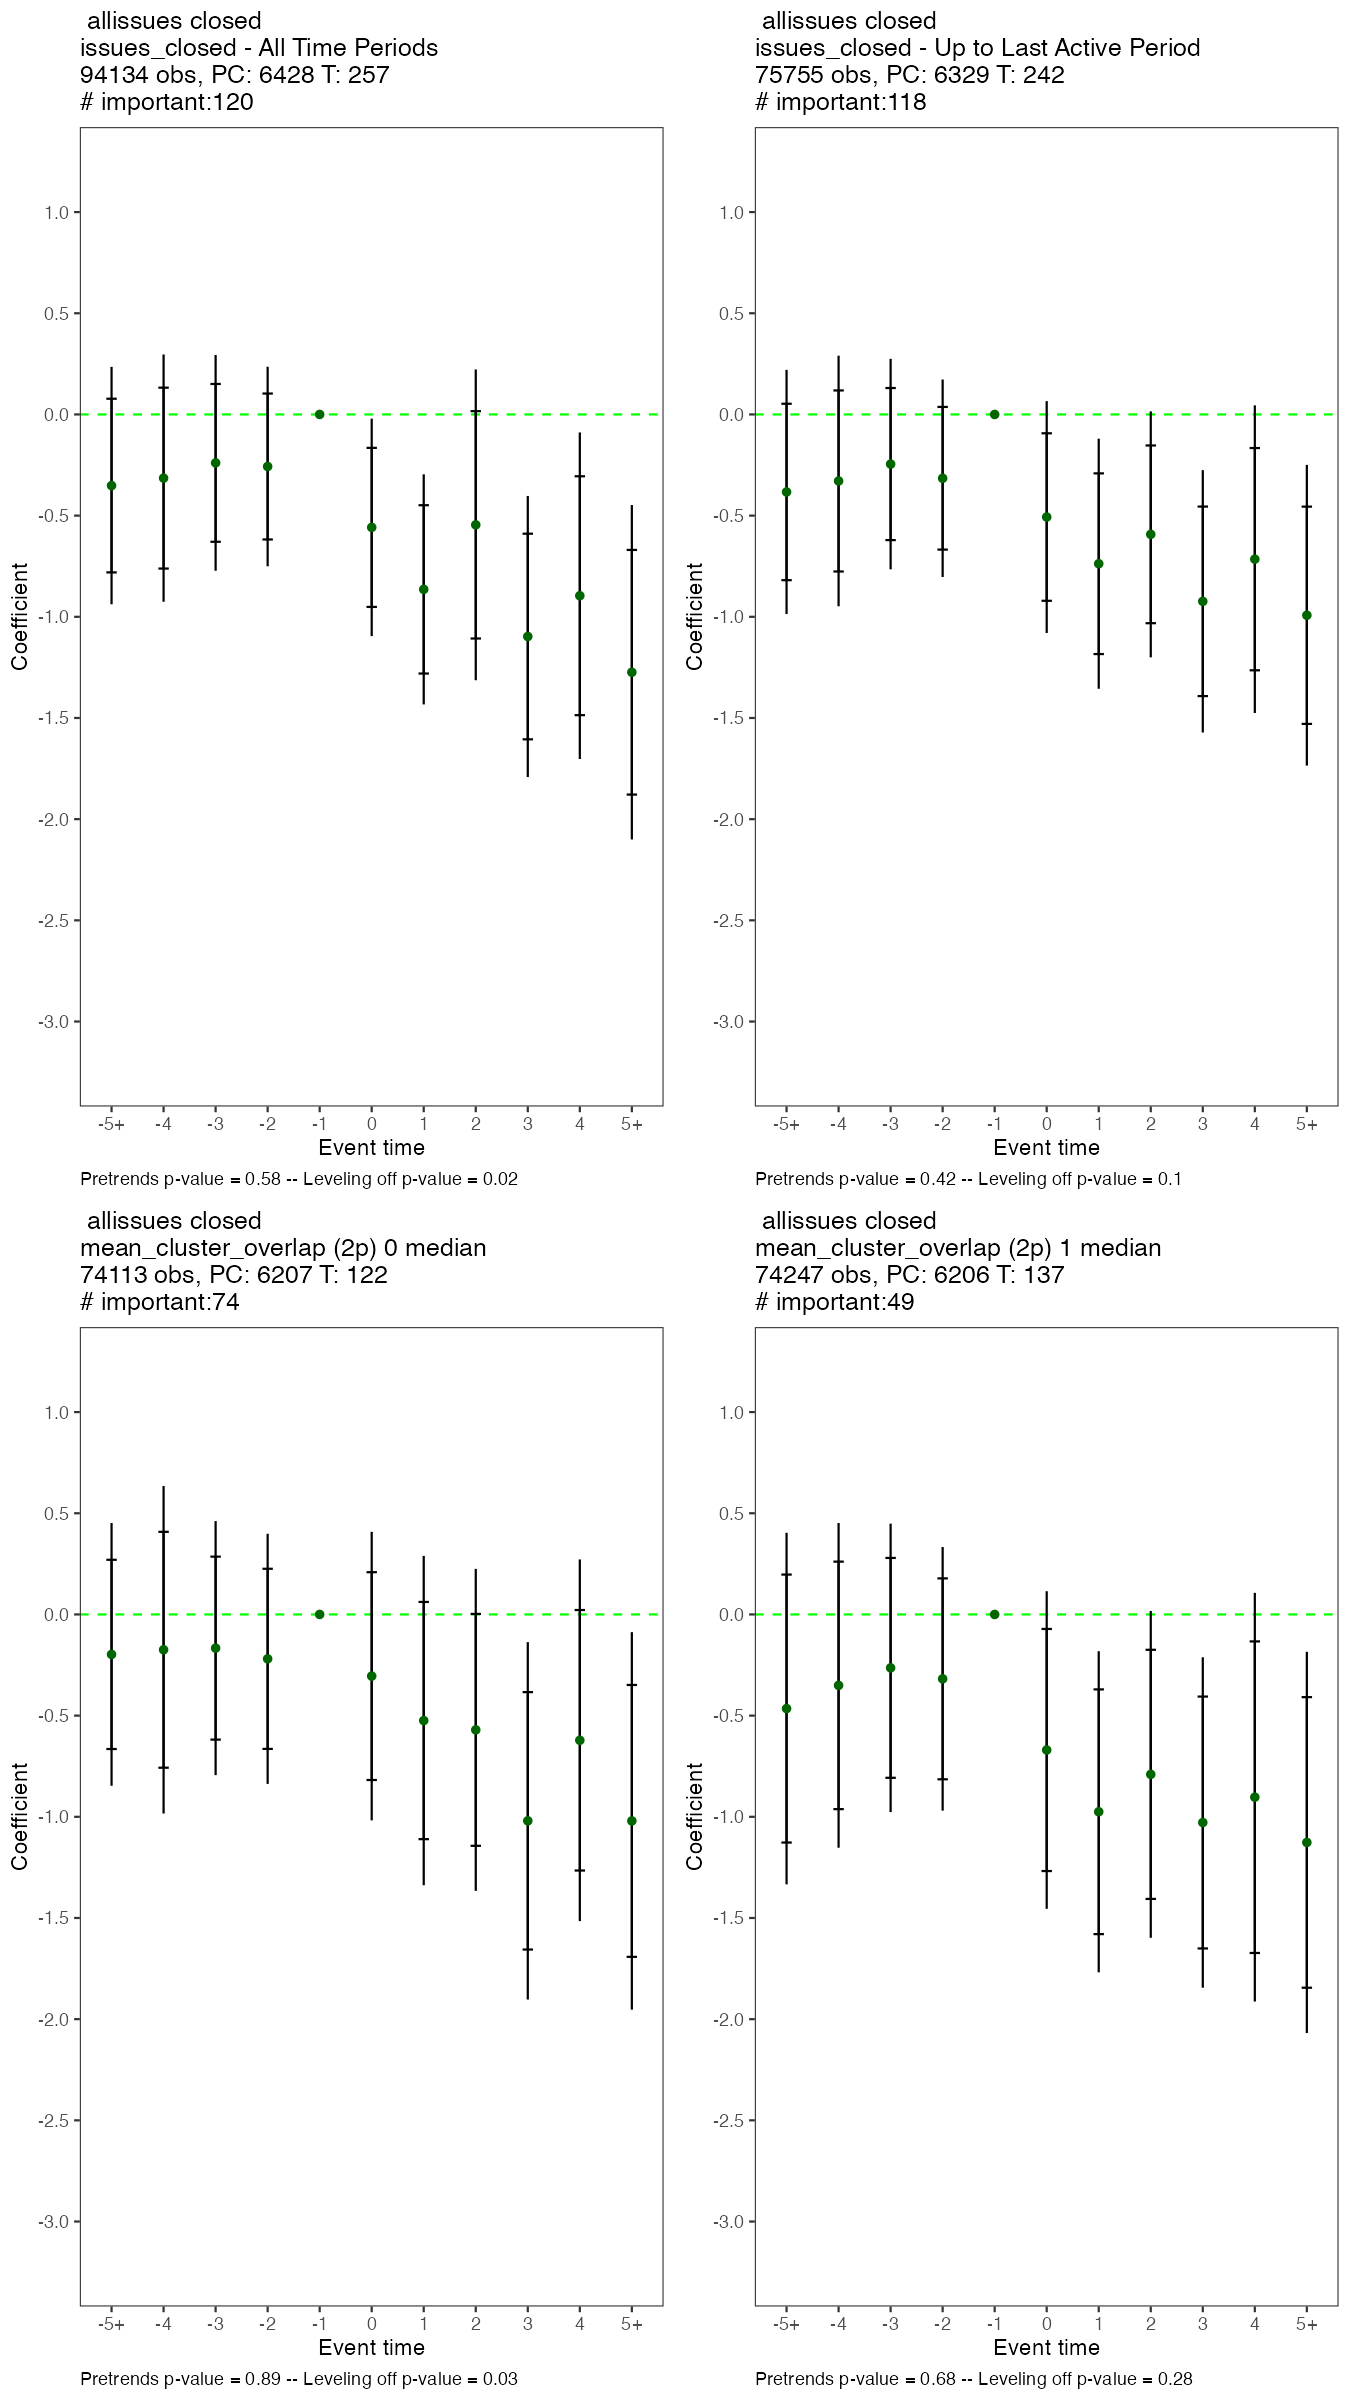 allissues closed
issues_closed - All Time Periods
94134 obs, PC: 6428 T: 257
# important:120
1.0
0.5
0.0
-0.5
-1.0
-1.5
-2.0
-2.5
-3.0
Coefficient
-5+ -4 -3 -2 -1 0 1 2 3 4 5+
Event time
Pretrends p-value = 0.58 -- Leveling off p-value = 0.02
allissues closed
issues_closed - Up to Last Active Period
75755 obs, PC: 6329 T: 242
# important:118
1.0
0.5
0.0
-0.5
-1.0
-1.5
-2.0
-2.5
-3.0
Coefficient
-5+ -4 -3 -2 -1 0 1 2 3 4 5+
Event time
Pretrends p-value = 0.42 -- Leveling off p-value = 0.1
allissues closed
mean_cluster_overlap (2p) 0 median
74113 obs, PC: 6207 T: 122
# important:74
1.0
0.5
0.0
-0.5
-1.0
-1.5
-2.0
-2.5
-3.0
Coefficient
-5+ -4 -3 -2 -1 0 1 2 3 4 5+
Event time
Pretrends p-value = 0.89 -- Leveling off p-value = 0.03
allissues closed
mean_cluster_overlap (2p) 1 median
74247 obs, PC: 6206 T: 137
# important:49
1.0
0.5
0.0
-0.5
-1.0
-1.5
-2.0
-2.5
-3.0
Coefficient
-5+ -4 -3 -2 -1 0 1 2 3 4 5+
Event time
Pretrends p-value = 0.68 -- Leveling off p-value = 0.28